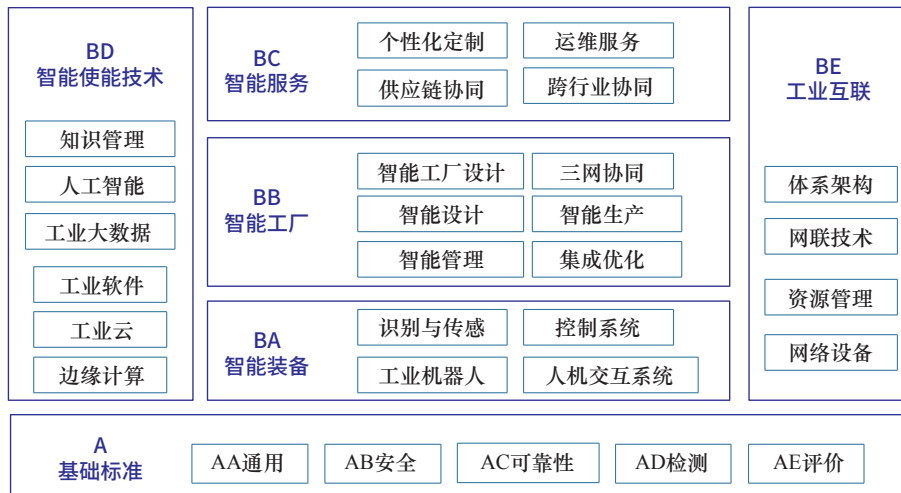 BD
智能使能技术
知识管理
人工智能
工业大数据
工业软件
工业云
边缘计算
BC
智能服务
个性化定制
运维服务
供应链协同
跨行业协同
BB
智能工厂
智能工厂设计
三网协同
智能设计
智能生产
智能管理
集成优化
BA
智能装备
识别与传感
控制系统
工业机器人
人机交互系统
BE
工业互联
体系架构
网联技术
资源管理
网络设备
A
基础标准
AA通用
AB安全
AC可靠性
AD检测
AE评价